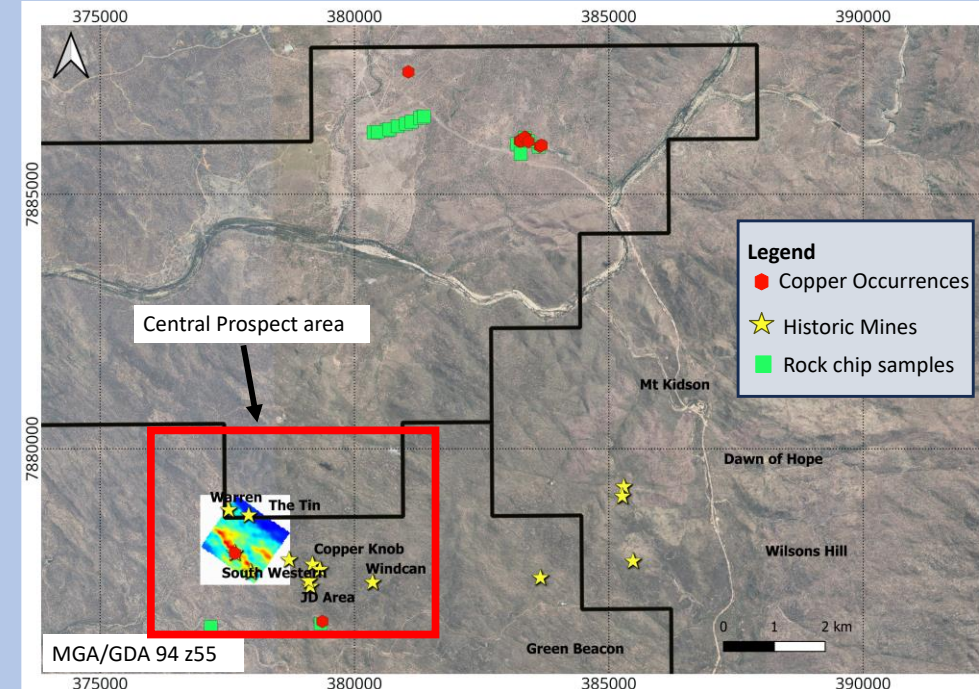 375000
380000
385000
390000
7885000
Legend
Copper Occurrences
Historic Mines
Rock chip samples
Central Prospect area
Mt Kidson
7880000
Dawn of Hope
Warren
The Tin
Copper Knob
Wilsons Hill
South Western
Windcan
JD Area
0 1 2 km
Green Beacon
MGA/GDA 94 z55
375000
380000
385000
390000